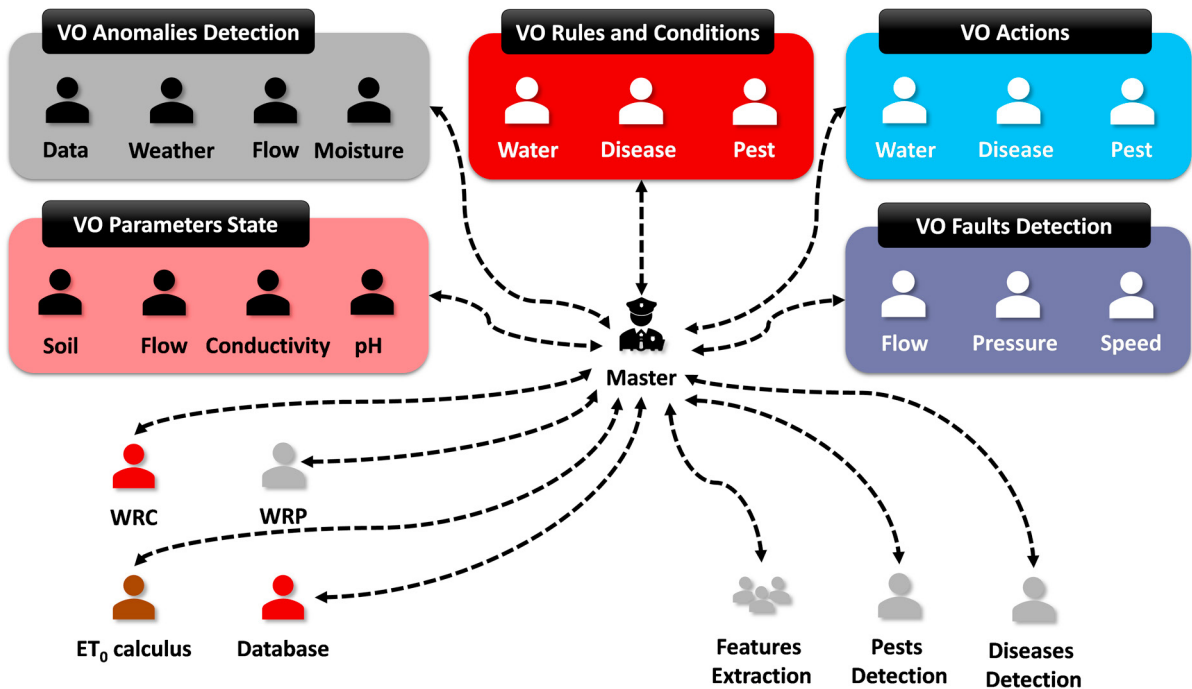 VO Anomalies Detection
Data Weather Flow Moisture
VO Rules and Conditions
Water Disease Pest
VO Actions
Water Disease Pest
VO Parameters State
Soil Flow Conductivity pH
VO Faults Detection
Flow Pressure Speed
Master
WRC
WRP
ET₀ calculus
Database
Features
Extraction
Pests
Detection
Diseases
Detection